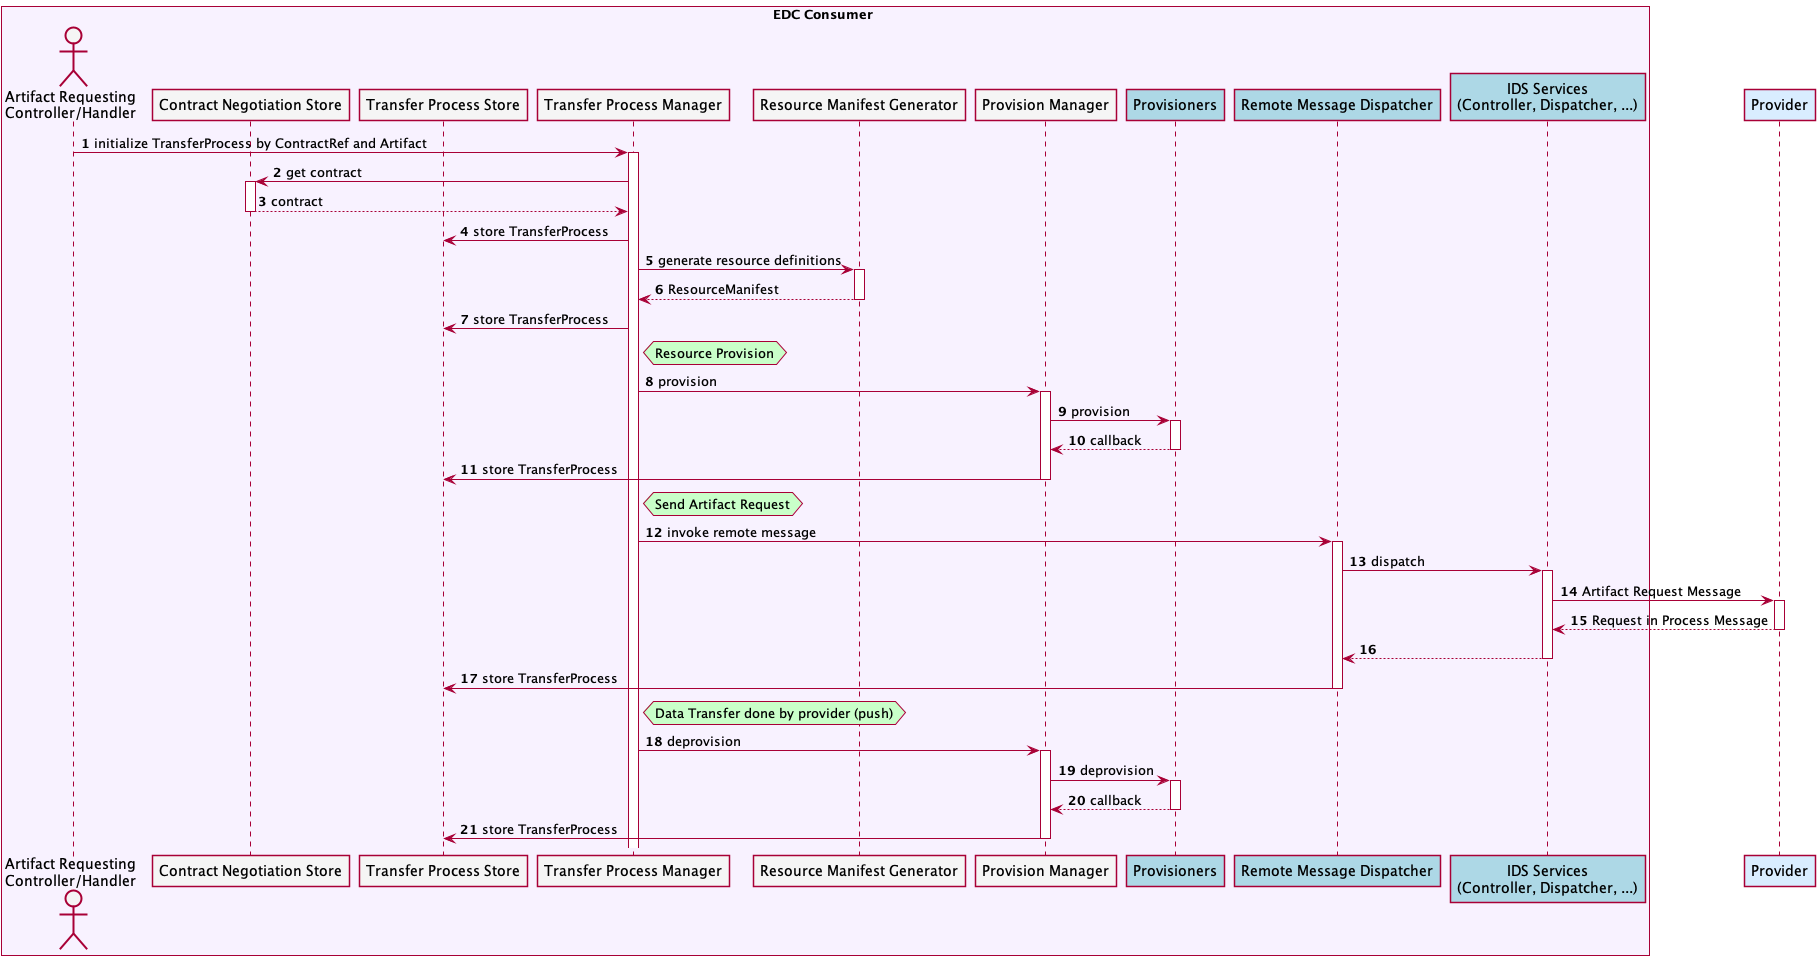 EDC Consumer
Artifact Requesting
Controller/Handler
Contract Negotiation Store
Transfer Process Store
Transfer Process Manager
Resource Manifest Generator
Provision Manager
Provisioners
Remote Message Dispatcher
IDS Services
(Controller, Dispatcher, ...)
Provider
1 initialize TransferProcess by ContractRef and Artifact
2 get contract
3 contract
4 store TransferProcess
5 generate resource definitions
6 ResourceManifest
7 store TransferProcess
Resource Provision
8 provision
9 provision
10 callback
11 store TransferProcess
Send Artifact Request
12 invoke remote message
13 dispatch
14 Artifact Request Message
15 Request in Process Message
16
17 store TransferProcess
Data Transfer done by provider (push)
18 deprovision
19 deprovision
20 callback
21 store TransferProcess
Artifact Requesting
Controller/Handler
Contract Negotiation Store
Transfer Process Store
Transfer Process Manager
Resource Manifest Generator
Provision Manager
Provisioners
Remote Message Dispatcher
IDS Services
(Controller, Dispatcher, ...)
Provider